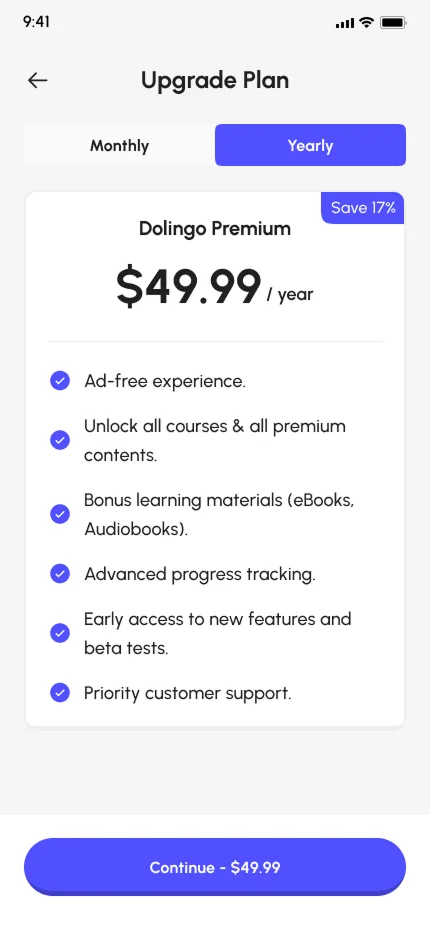 9:41
Upgrade Plan
Monthly
Yearly
Save 17%
Dolingo Premium
$49.99 / year
Ad-free experience.
Unlock all courses & all premium
contents.
Bonus learning materials (eBooks,
Audiobooks).
Advanced progress tracking.
Early access to new features and
beta tests.
Priority customer support.
Continue - $49.99